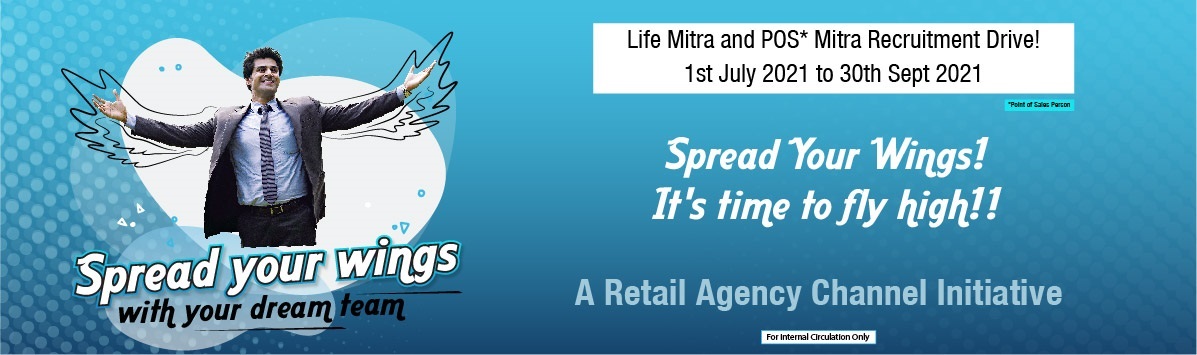 Life Mitra and POS* Mitra Recruitment Drive!
1st July 2021 to 30th Sept 2021
*Point of Sales Person
Spread Your Wings!
It's time to fly high!!
Spread your wings
with your dream team
A Retail Agency Channel Initiative
For Internal Circulation Only